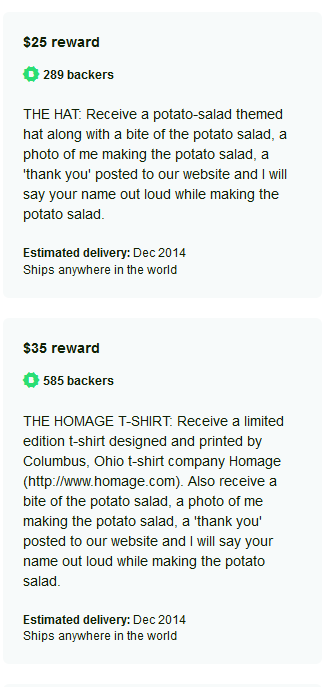 $25 reward
289 backers
THE HAT: Receive a potato-salad themed
hat along with a bite of the potato salad, a
photo of me making the potato salad, a
'thank you' posted to our website and I will
say your name out loud while making the
potato salad.
Estimated delivery: Dec 2014
Ships anywhere in the world
$35 reward
585 backers
THE HOMAGE T-SHIRT: Receive a limited
edition t-shirt designed and printed by
Columbus, Ohio t-shirt company Homage
(http://www.homage.com). Also receive a
bite of the potato salad, a photo of me
making the potato salad, a 'thank you'
posted to our website and I will say your
name out loud while making the potato
salad.
Estimated delivery: Dec 2014
Ships anywhere in the world